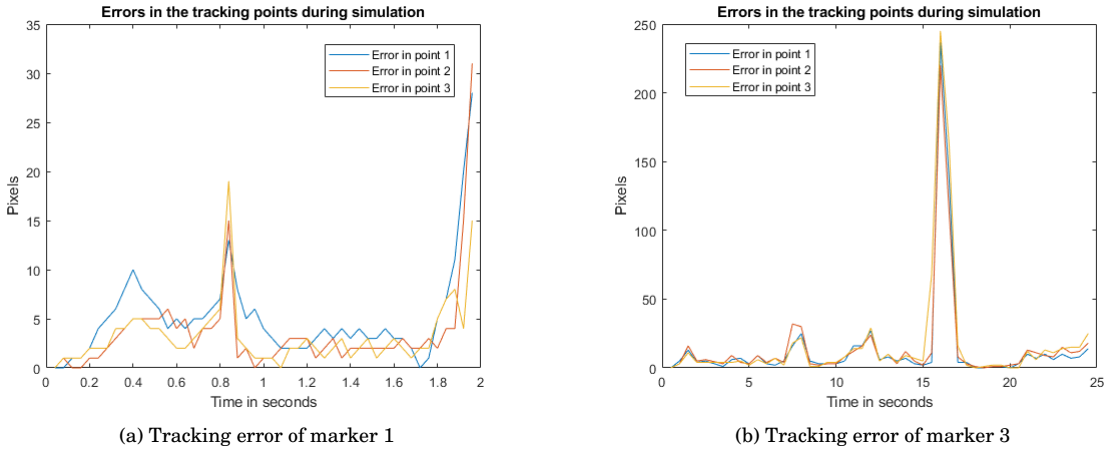 Errors in the tracking points during simulation
35
30
25
20
15
10
5
0
Pixels
Error in point 1
Error in point 2
Error in point 3
0 0.2 0.4 0.6 0.8 1 1.2 1.4 1.6 1.8 2
Time in seconds
(a) Tracking error of marker 1
Errors in the tracking points during simulation
250
200
150
100
50
0
Pixels
Error in point 1
Error in point 2
Error in point 3
0 5 10 15 20 25
Time in seconds
(b) Tracking error of marker 3